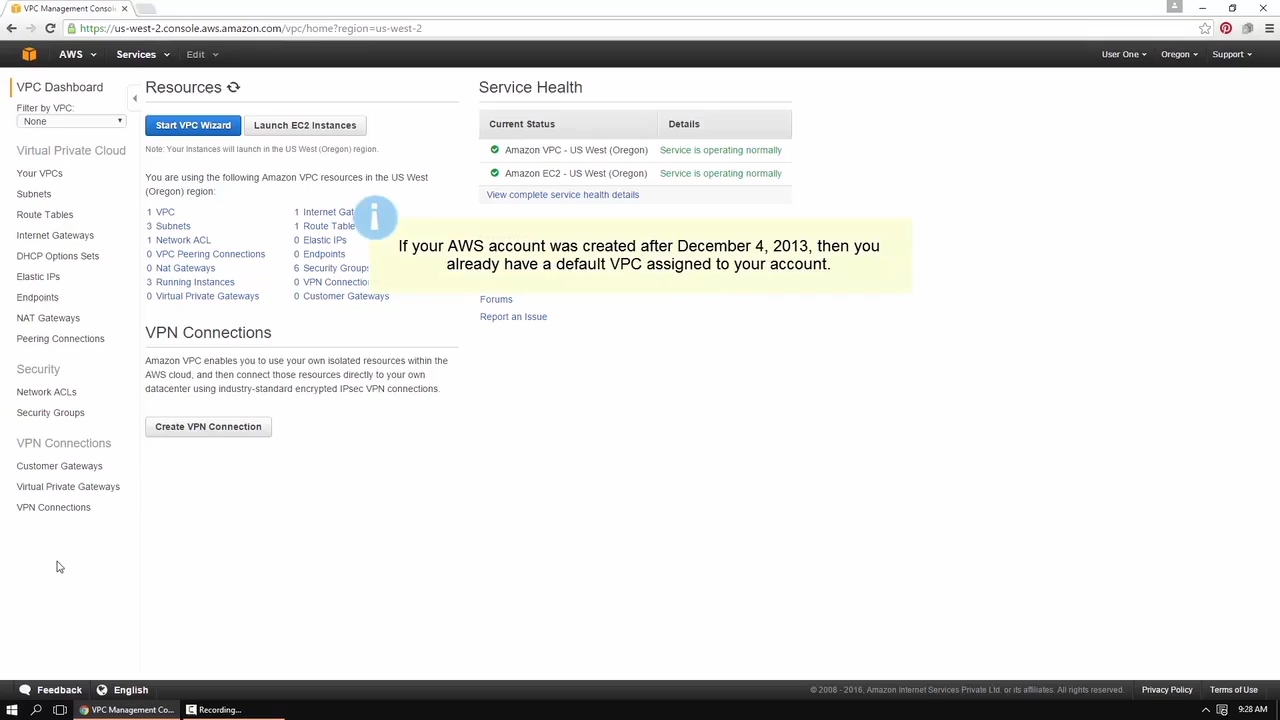 VPC Management Consol
https://us-west-2.console.aws.amazon.com/vpc/home?region=us-west-2
AWS Services Edit User One Oregon Support
VPC Dashboard
Filter by VPC:
None
Virtual Private Cloud
Your VPCs
Subnets
Route Tables
Internet Gateways
DHCP Options Sets
Elastic IPs
Endpoints
NAT Gateways
Peering Connections
Security
Network ACLs
Security Groups
VPN Connections
Customer Gateways
Virtual Private Gateways
VPN Connections
Resources
Start VPC Wizard Launch EC2 Instances
Note: Your Instances will launch in the US West (Oregon) region.
You are using the following Amazon VPC resources in the US West
(Oregon) region:
1 VPC 1 Internet Gat
3 Subnets 1 Route Table
1 Network ACL 0 Elastic IPs
0 VPC Peering Connections 0 Endpoints
0 Nat Gateways 6 Security Groups
3 Running Instances 0 VPN Connectio
0 Virtual Private Gateways 0 Customer Gateways
VPN Connections
Amazon VPC enables you to use your own isolated resources within the
AWS cloud, and then connect those resources directly to your own
datacenter using industry-standard encrypted IPsec VPN connections.
Create VPN Connection
Service Health
Current Status Details
Amazon VPC - US West (Oregon) Service is operating normally
Amazon EC2 - US West (Oregon) Service is operating normally
View complete service health details
If your AWS account was created after December 4, 2013, then you
already have a default VPC assigned to your account.
Forums
Report an Issue
Feedback English © 2008 - 2016, Amazon Internet Services Private Ltd. or its affiliates. All rights reserved. Privacy Policy Terms of Use
VPC Management Co... Recording... 9:28 AM